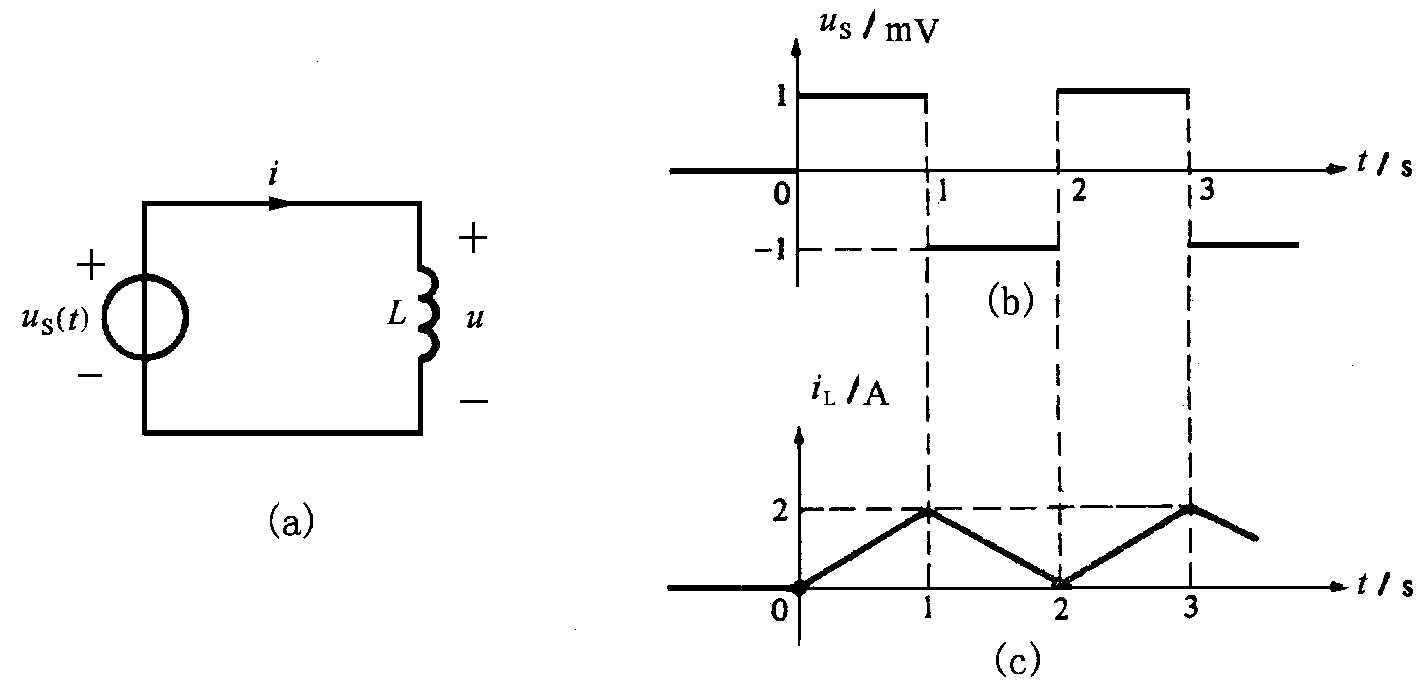 i
+
u_S(t)
−
L
+
u
−
(a)
u_S / mV
1
0
1
2
3
t / s
−1
(b)
i_L / A
2
0
1
2
3
t / s
(c)